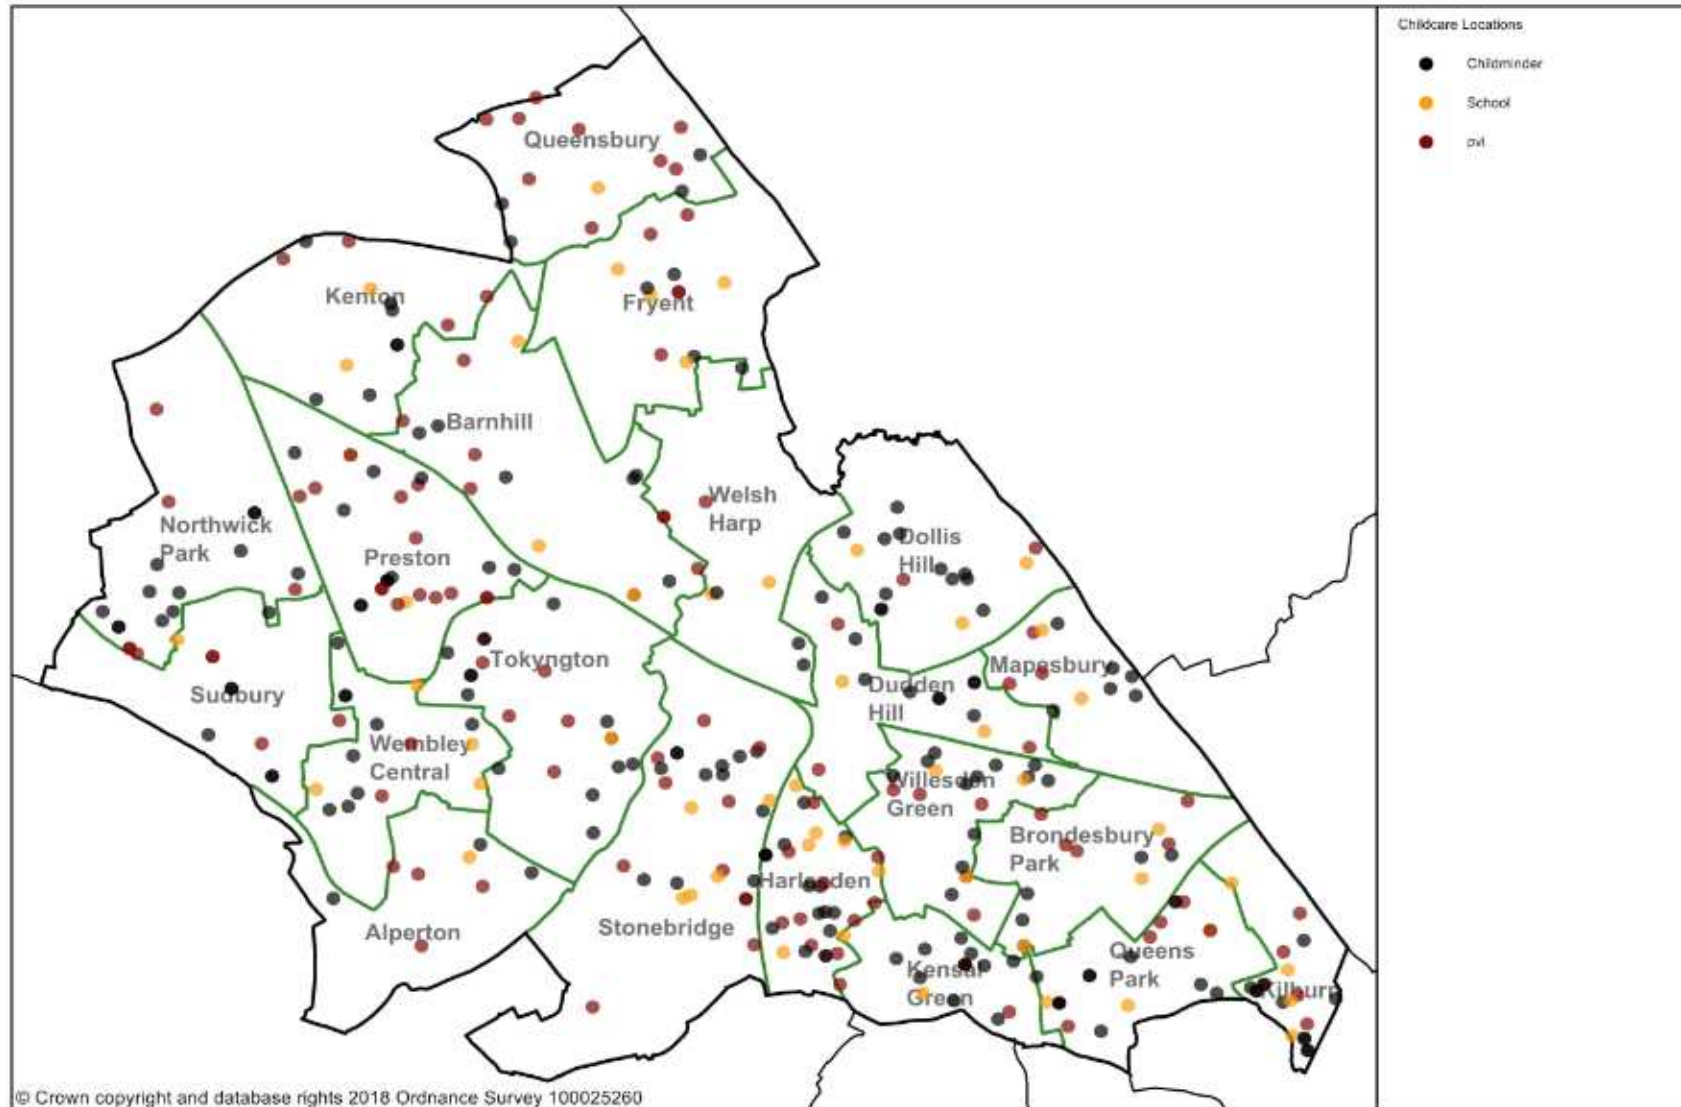 Childcare Locations
Childminder
School
pvi
Queensbury
Kenton
Fryent
Barnhill
Welsh
Harp
Northwick
Park
Preston
Dollis
Hill
Tokyngton
Mapesbury
Sudbury
Dudden
Hill
Wembley
Central
Willesden
Green
Brondesbury
Park
Harlesden
Alperton
Stonebridge
Queens
Park
Kensal
Green
Kilburn
© Crown copyright and database rights 2018 Ordnance Survey 100025260